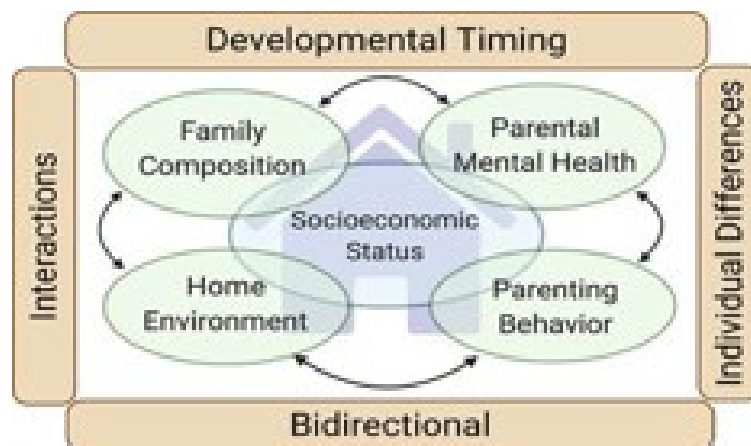 Developmental Timing
Interactions
Family
Composition
Parental
Mental Health
Socioeconomic
Status
Home
Environment
Parenting
Behavior
Individual Differences
Bidirectional